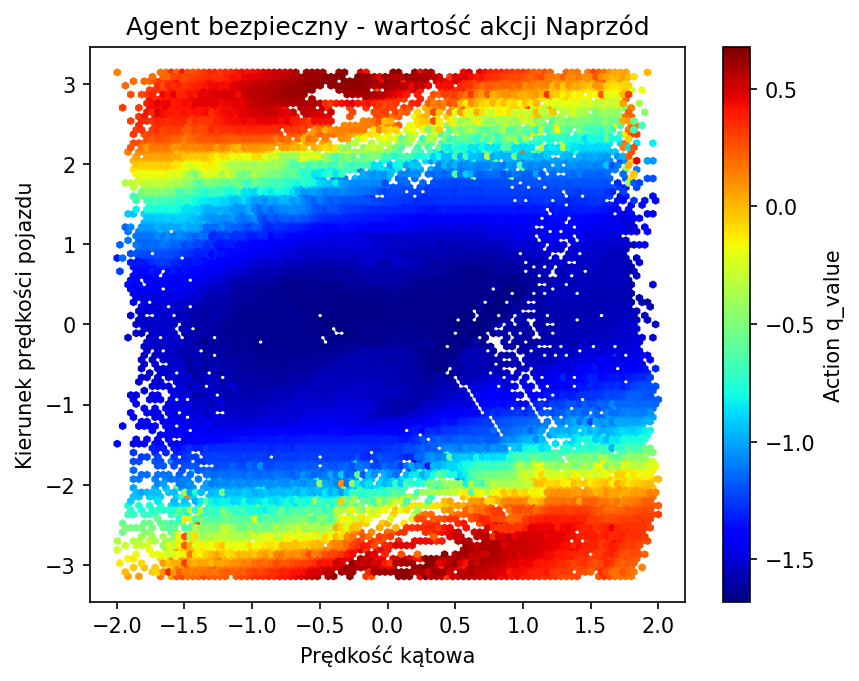 Agent bezpieczny - wartość akcji Naprzód
Kierunek prędkości pojazdu
3
2
1
0
−1
−2
−3
−2.0 −1.5 −1.0 −0.5 0.0 0.5 1.0 1.5 2.0
Prędkość kątowa
0.5
0.0
−0.5
−1.0
−1.5
Action q_value